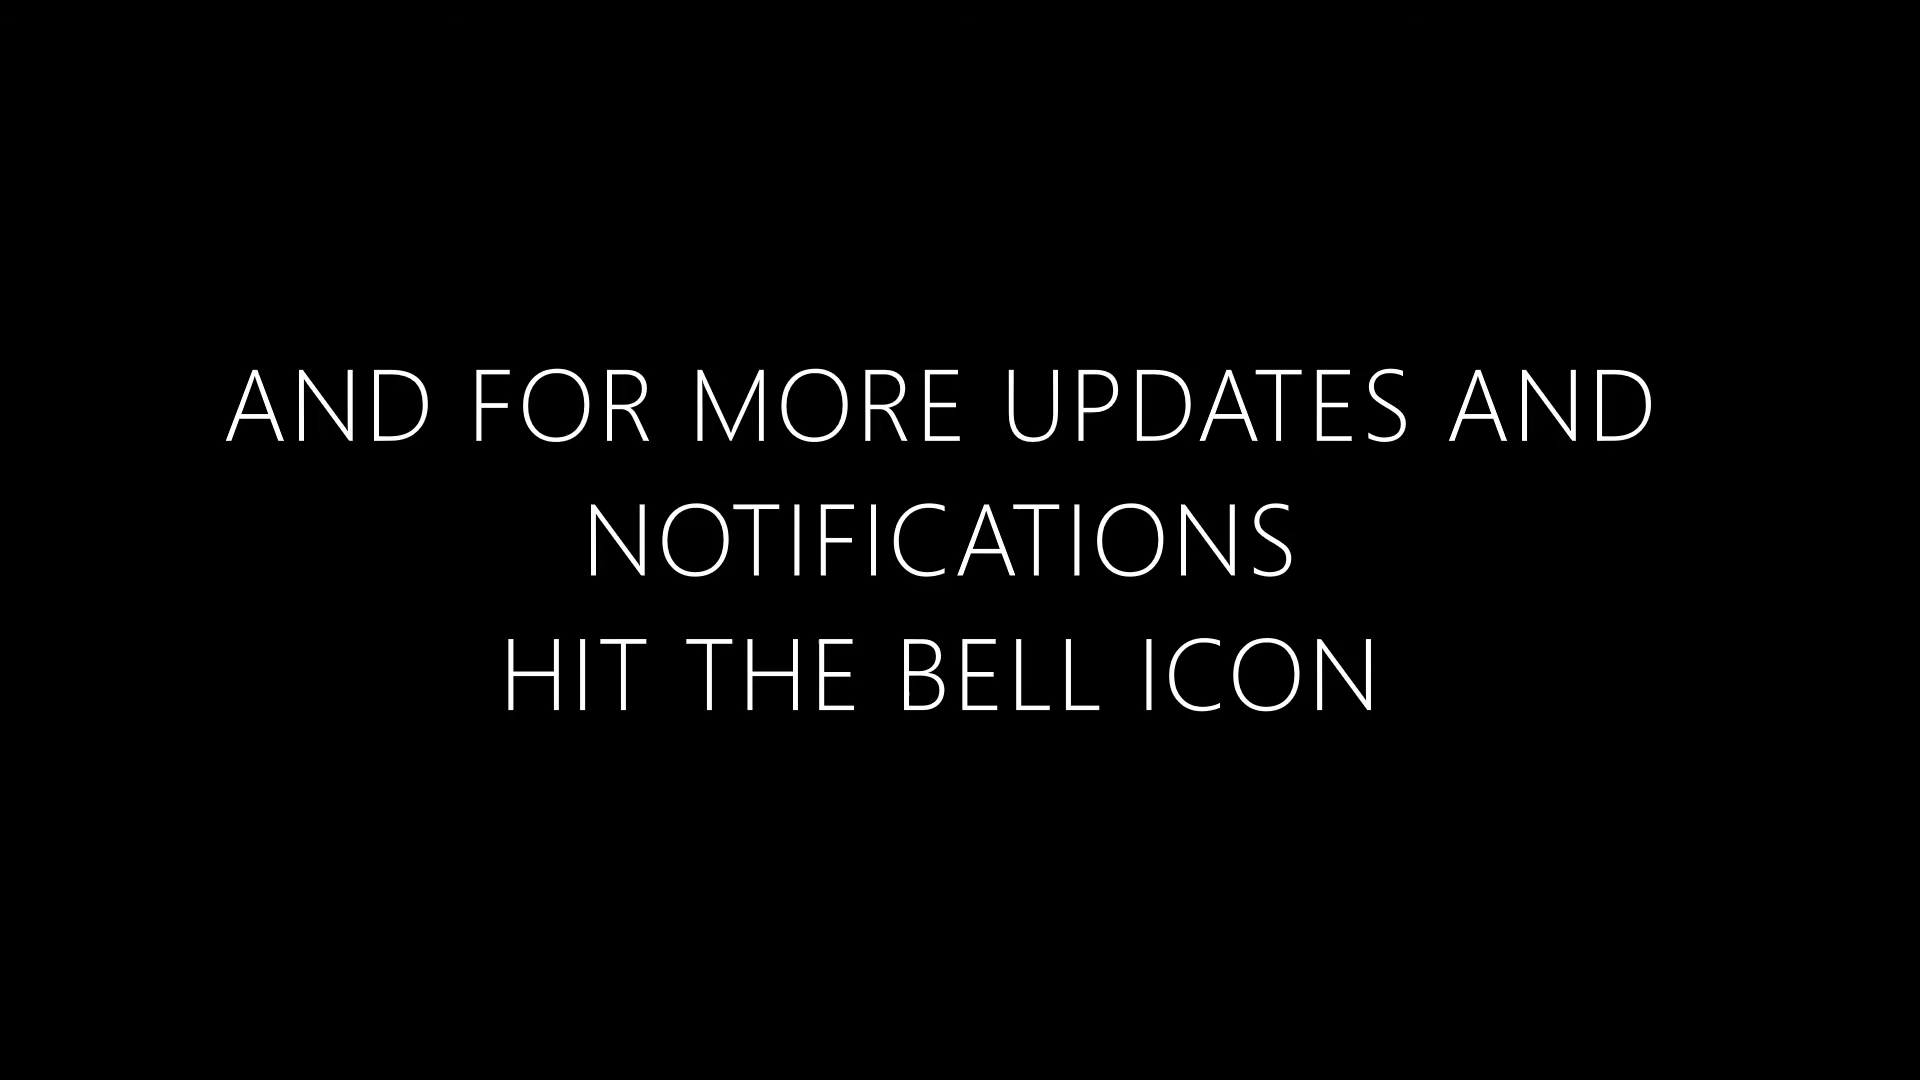 AND FOR MORE UPDATES AND
NOTIFICATIONS
HIT THE BELL ICON